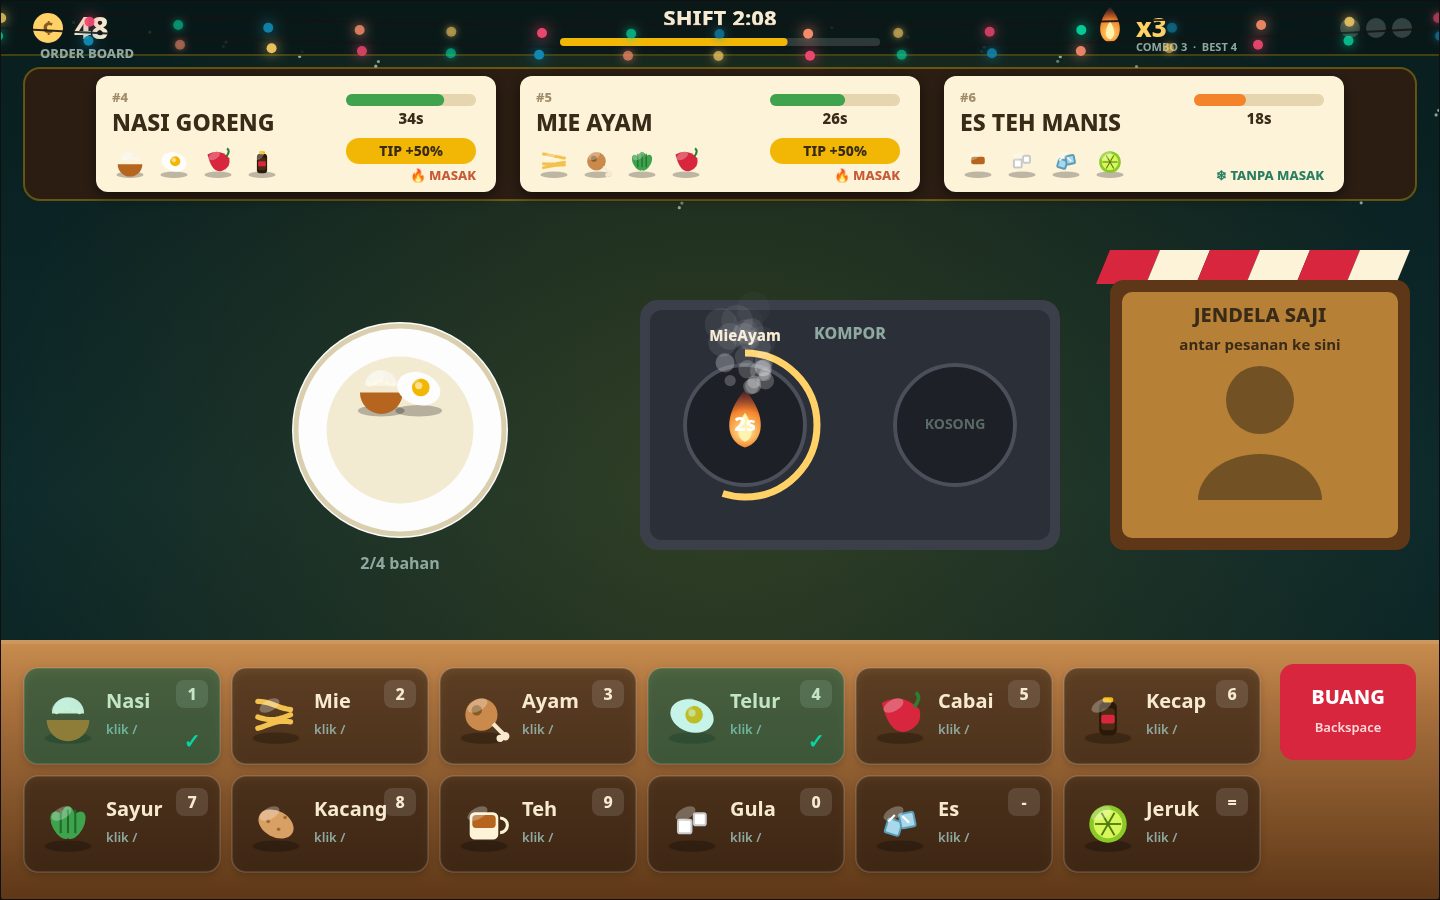 48
SHIFT 2:08
x3
COMBO 3 · BEST 4
ORDER BOARD
#4
NASI GORENG
34s
TIP +50%
🔥 MASAK
#5
MIE AYAM
26s
TIP +50%
🔥 MASAK
#6
ES TEH MANIS
18s
❄ TANPA MASAK
2/4 bahan
MieAyam
KOMPOR
2s
KOSONG
JENDELA SAJI
antar pesanan ke sini
Nasi 1
klik /
✓
Mie 2
klik /
Ayam 3
klik /
Telur 4
klik /
✓
Cabai 5
klik /
Kecap 6
klik /
BUANG
Backspace
Sayur 7
klik /
Kacang 8
klik /
Teh 9
klik /
Gula 0
klik /
Es -
klik /
Jeruk =
klik /